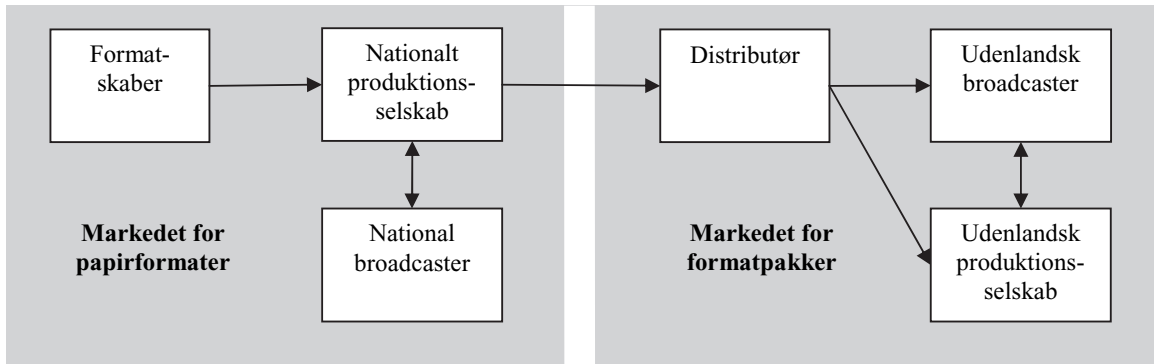 Format-
skaber
Nationalt
produktions-
selskab
Markedet for
papirformater
National
broadcaster
Distributør
Udenlandsk
broadcaster
Markedet for
formatpakker
Udenlandsk
produktions-
selskab